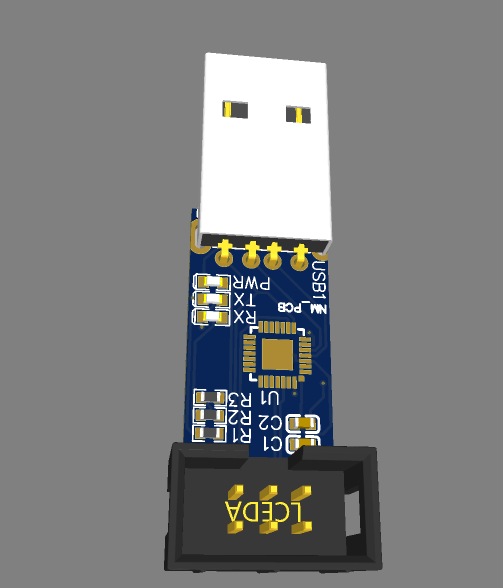 USB1
PWR
TX
NM_PCB
RX
U1
R3
R2
C2
R1
C1
LCEDA